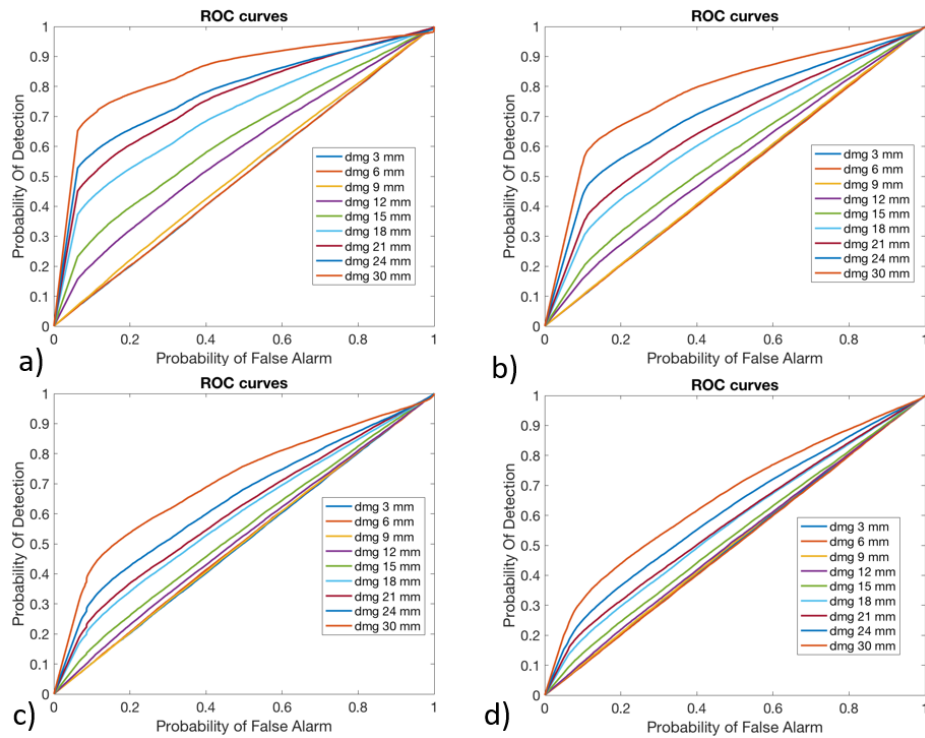 ROC curves
1
0.9
0.8
0.7
0.6
0.5
0.4
0.3
0.2
0.1
0
Probability Of Detection
dmg 3 mm
dmg 6 mm
dmg 9 mm
dmg 12 mm
dmg 15 mm
dmg 18 mm
dmg 21 mm
dmg 24 mm
dmg 30 mm
0 0.2 0.4 0.6 0.8 1
Probability of False Alarm
a)
ROC curves
1
0.9
0.8
0.7
0.6
0.5
0.4
0.3
0.2
0.1
0
Probability Of Detection
dmg 3 mm
dmg 6 mm
dmg 9 mm
dmg 12 mm
dmg 15 mm
dmg 18 mm
dmg 21 mm
dmg 24 mm
dmg 30 mm
0 0.2 0.4 0.6 0.8 1
Probability of False Alarm
b)
ROC curves
1
0.9
0.8
0.7
0.6
0.5
0.4
0.3
0.2
0.1
0
Probability Of Detection
dmg 3 mm
dmg 6 mm
dmg 9 mm
dmg 12 mm
dmg 15 mm
dmg 18 mm
dmg 21 mm
dmg 24 mm
dmg 30 mm
0 0.2 0.4 0.6 0.8 1
Probability of False Alarm
c)
ROC curves
1
0.9
0.8
0.7
0.6
0.5
0.4
0.3
0.2
0.1
0
Probability Of Detection
dmg 3 mm
dmg 6 mm
dmg 9 mm
dmg 12 mm
dmg 15 mm
dmg 18 mm
dmg 21 mm
dmg 24 mm
dmg 30 mm
0 0.2 0.4 0.6 0.8 1
Probability of False Alarm
d)